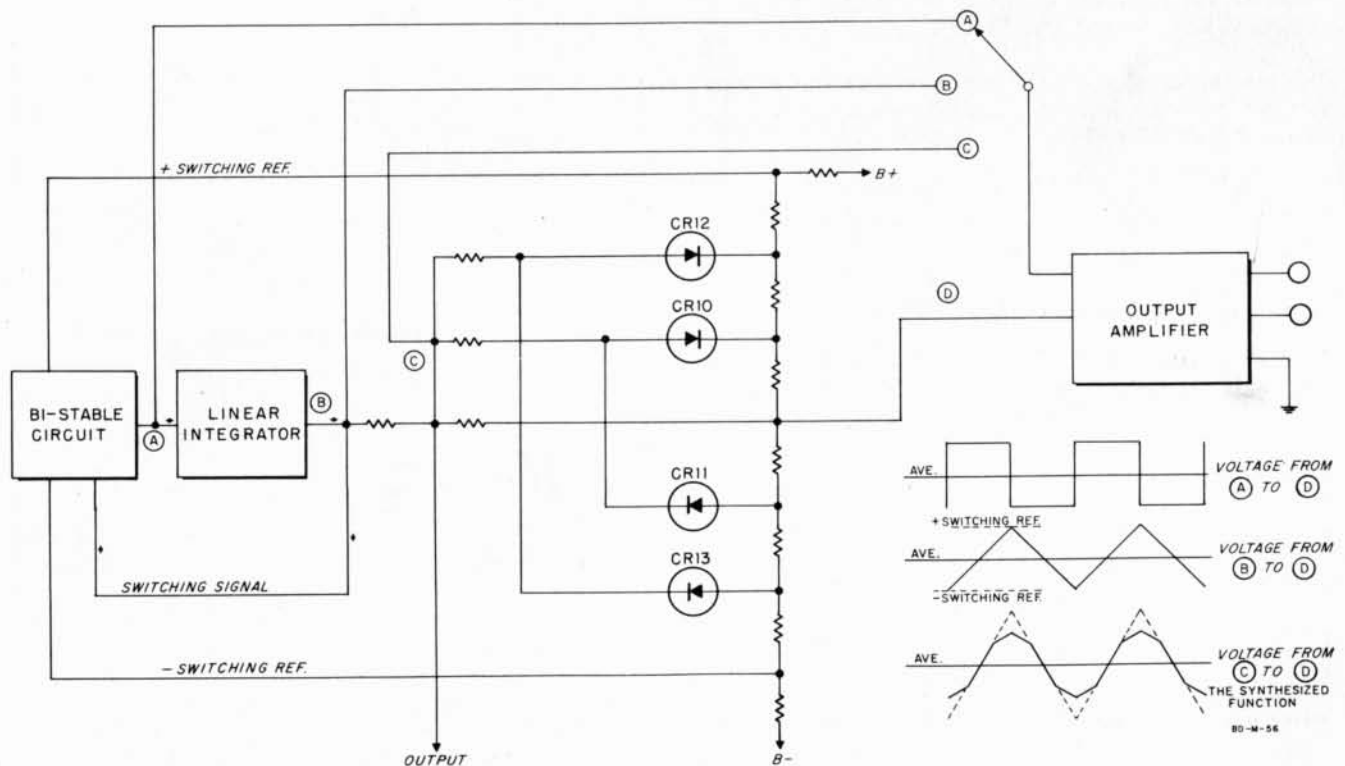 A
B
C
+ SWITCHING REF.
B+
CR12
D
CR10
OUTPUT
AMPLIFIER
C
BI-STABLE
CIRCUIT
A
LINEAR
INTEGRATOR
B
CR11
CR13
SWITCHING SIGNAL
- SWITCHING REF.
OUTPUT
B-
AVE.
VOLTAGE FROM
A TO D
+SWITCHING REF.
AVE.
VOLTAGE FROM
B TO D
-SWITCHING REF.
AVE.
VOLTAGE FROM
C TO D
THE SYNTHESIZED
FUNCTION
BD-M-56